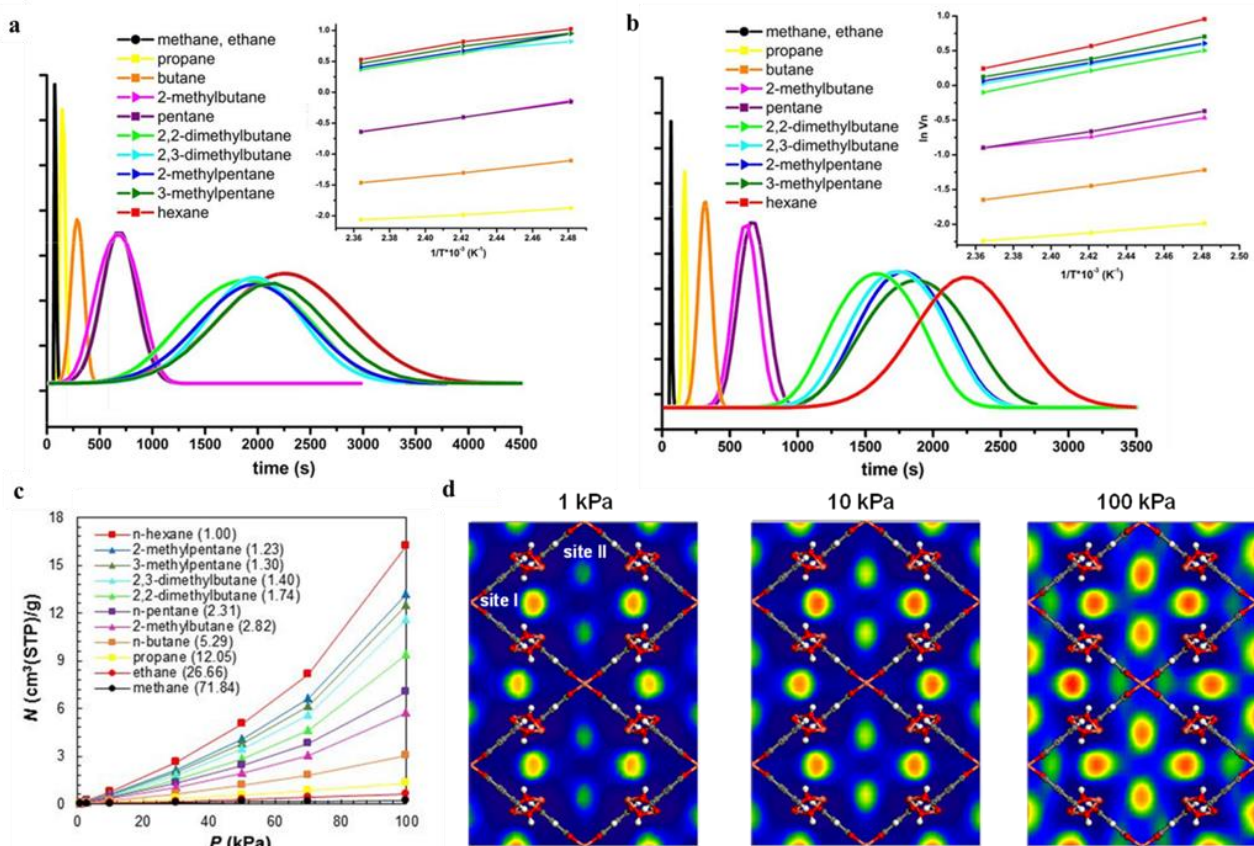 a
methane, ethane
propane
butane
2-methylbutane
pentane
2,2-dimethylbutane
2,3-dimethylbutane
2-methylpentane
3-methylpentane
hexane
1.0
0.5
0.0
-0.5
-1.0
-1.5
-2.0
2.36 2.38 2.40 2.42 2.44 2.46 2.48
1/T*10⁻³ (K⁻¹)
0 500 1000 1500 2000 2500 3000 3500 4000 4500
time (s)
b
methane, ethane
propane
butane
2-methylbutane
pentane
2,2-dimethylbutane
2,3-dimethylbutane
2-methylpentane
3-methylpentane
hexane
ln Vn
1.0
0.5
0.0
-0.5
-1.0
-1.5
-2.0
2.36 2.38 2.40 2.42 2.44 2.46 2.48 2.50
1/T*10⁻³ (K⁻¹)
0 500 1000 1500 2000 2500 3000 3500
time (s)
c
N (cm³(STP)/g)
18
15
12
9
6
3
0
n-hexane (1.00)
2-methylpentane (1.23)
3-methylpentane (1.30)
2,3-dimethylbutane (1.40)
2,2-dimethylbutane (1.74)
n-pentane (2.31)
2-methylbutane (2.82)
n-butane (5.29)
propane (12.05)
ethane (26.66)
methane (71.84)
0 20 40 60 80 100
P (kPa)
d
1 kPa 10 kPa 100 kPa
site II
site I